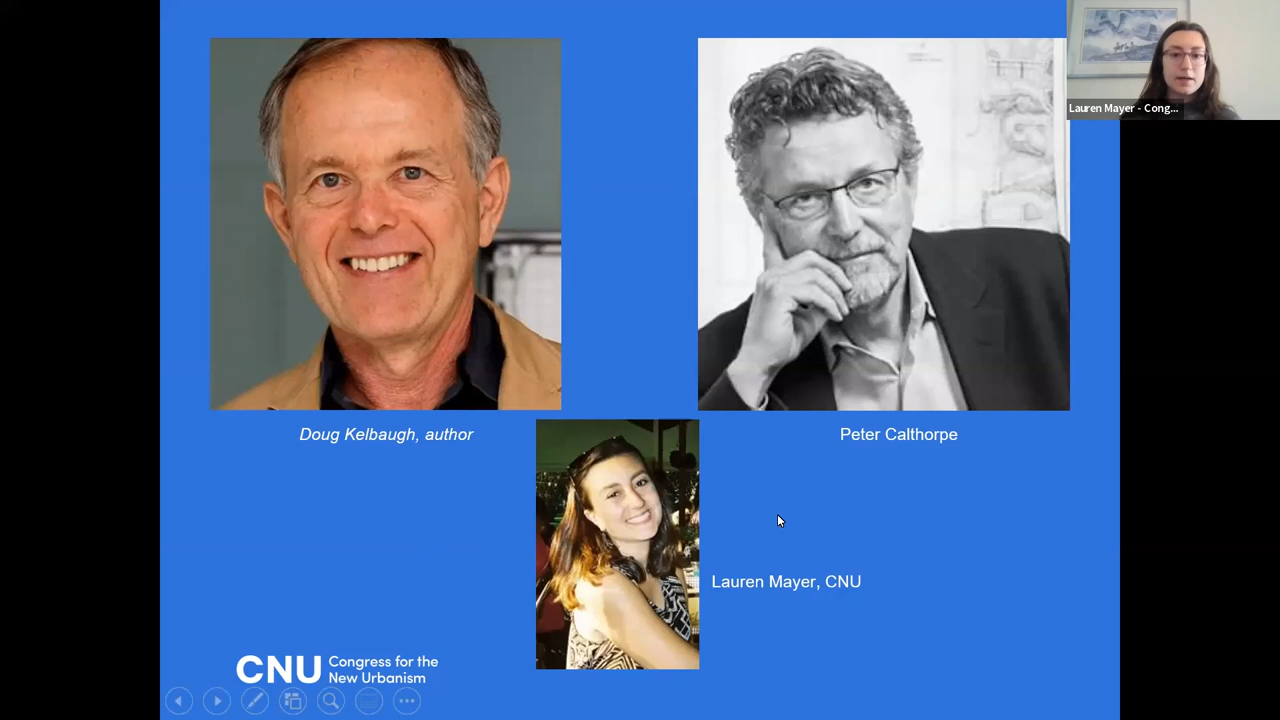 Lauren Mayer - Cong...
Doug Kelbaugh, author
Peter Calthorpe
Lauren Mayer, CNU
CNU Congress for the
New Urbanism